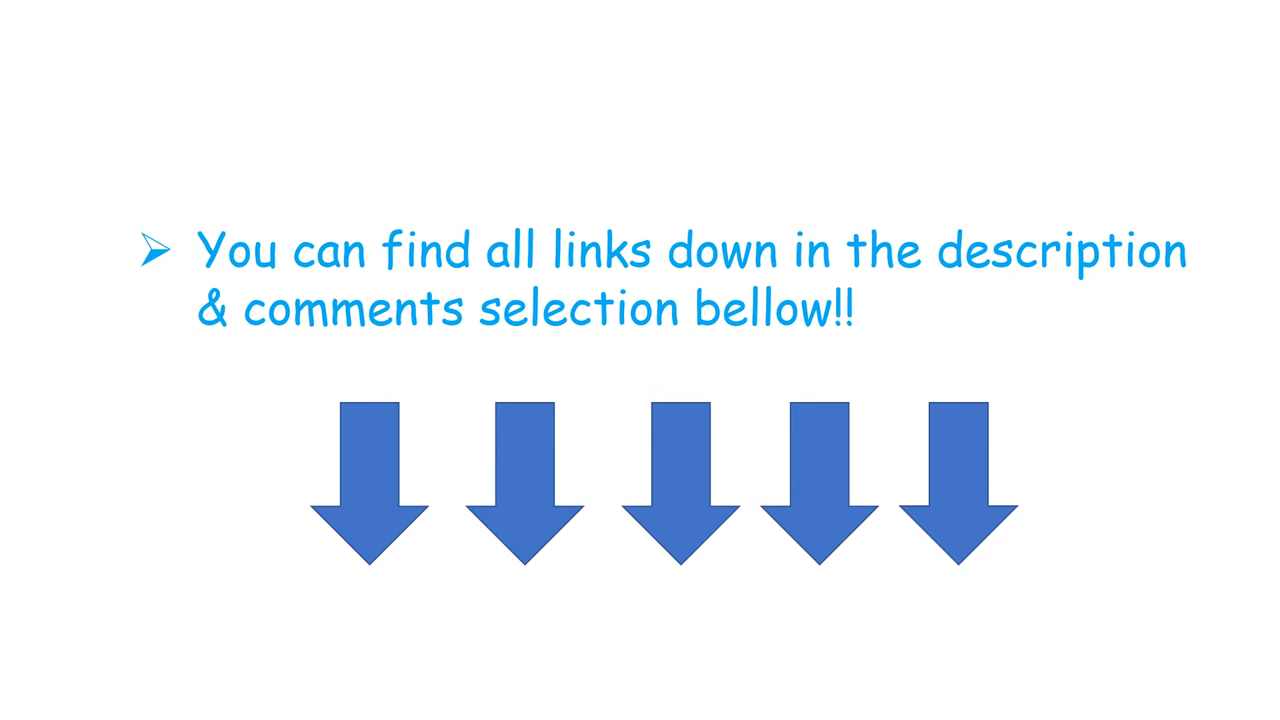 You can find all links down in the description
& comments selection bellow!!